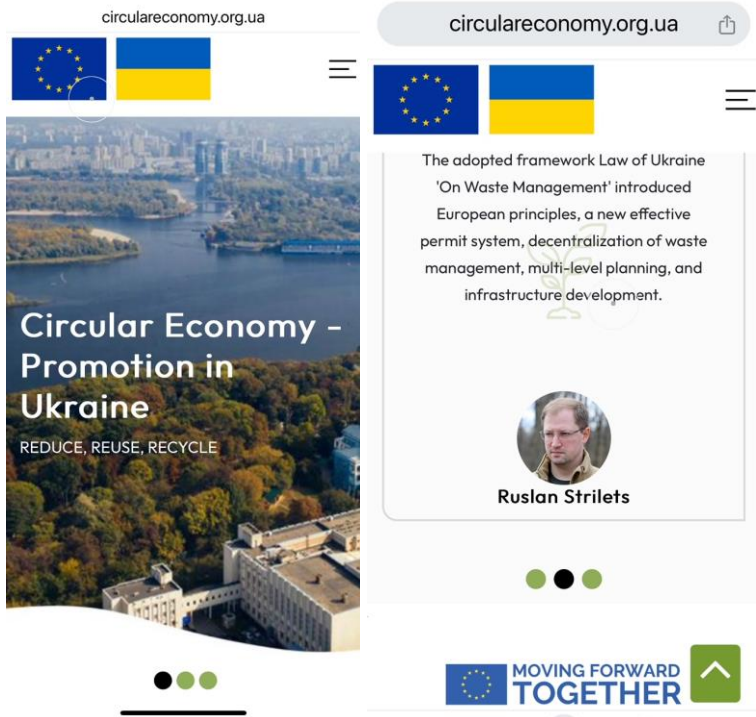 circulareconomy.org.ua
Circular Economy -
Promotion in
Ukraine
REDUCE, REUSE, RECYCLE
circulareconomy.org.ua
The adopted framework Law of Ukraine
'On Waste Management' introduced
European principles, a new effective
permit system, decentralization of waste
management, multi-level planning, and
infrastructure development.
Ruslan Strilets
MOVING FORWARD
TOGETHER